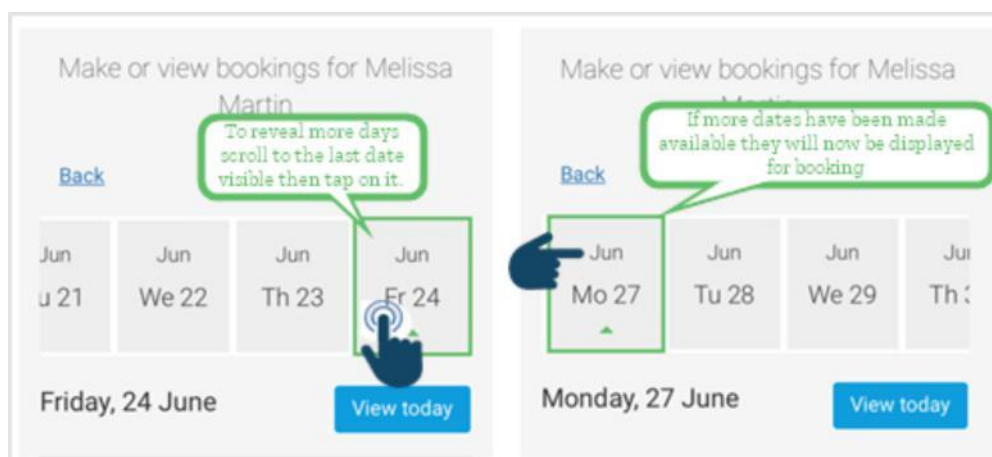 Make or view bookings for Melissa
Martin
To reveal more days
scroll to the last date
visible then tap on it.
Back
Jun
Jun
Jun
Jun
u 21
We 22
Th 23
Fr 24
Friday, 24 June
View today
Make or view bookings for Melissa
If more dates have been made
available they will now be displayed
for booking
Back
Jun
Jun
Jun
Mo 27
Tu 28
We 29
Th
Monday, 27 June
View today